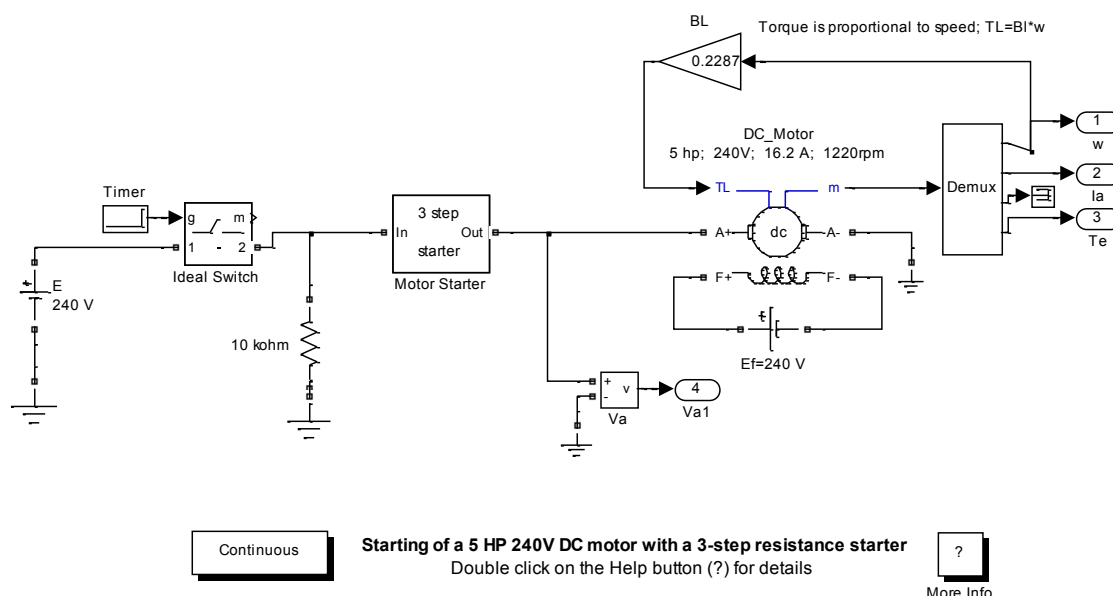 BL
Torque is proportional to speed; TL=Bl*w
0.2287
DC_Motor
5 hp; 240V; 16.2 A; 1220rpm
1
w
Timer
TL
m
Demux
2
Ia
g
m
3 step
starter
In
Out
A+
dc
A-
3
Te
1
2
Ideal Switch
Motor Starter
F+
F-
+
E
240 V
10 kohm
+
Ef=240 V
+
-
v
4
Va
Va1
Continuous
Starting of a 5 HP 240V DC motor with a 3-step resistance starter
Double click on the Help button (?) for details
?
More Info